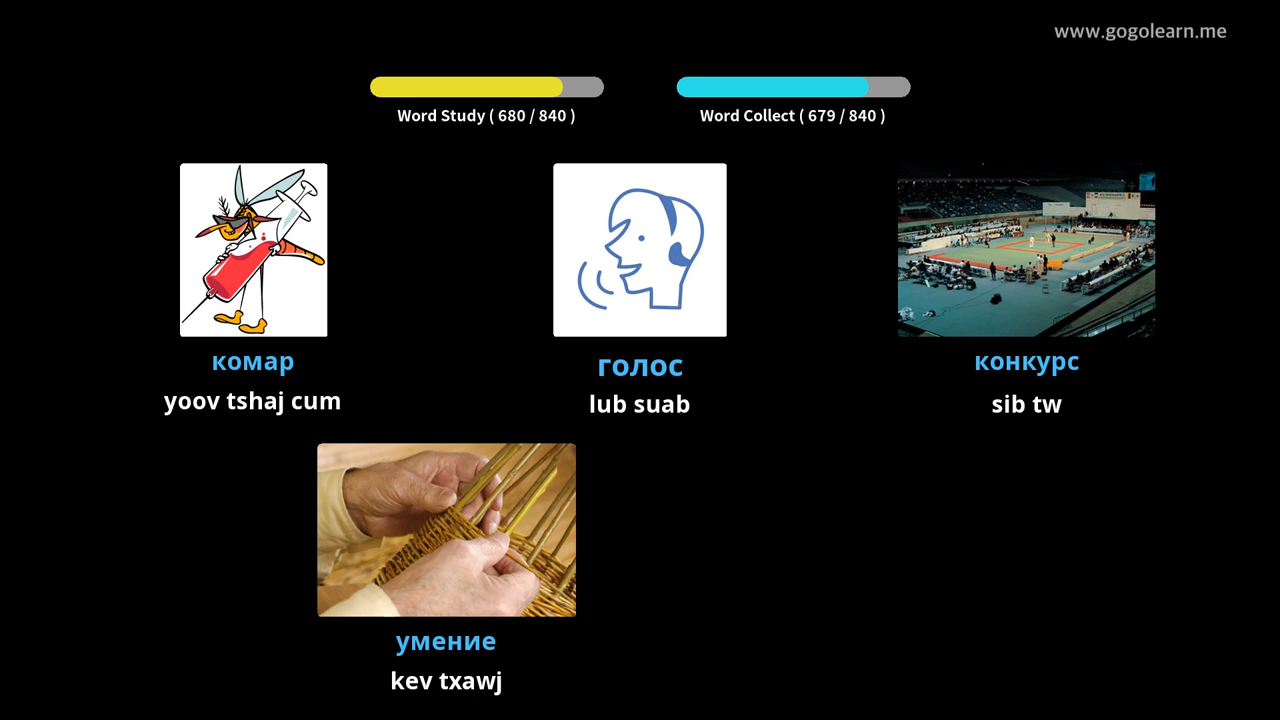 www.gogolearn.me
Word Study ( 680 / 840 )
Word Collect ( 679 / 840 )
комар
yoov tshaj cum
голос
lub suab
конкурс
sib tw
умение
kev txawj